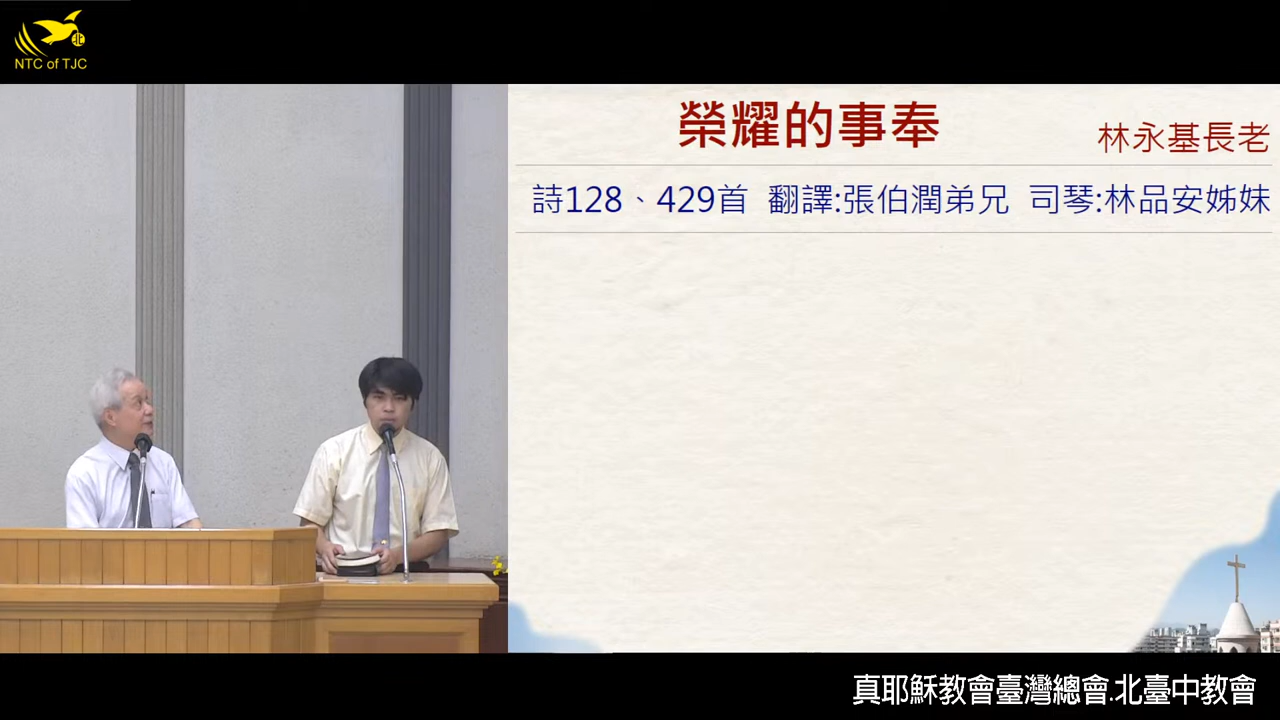 北
NTC of TJC
榮耀的事奉
林永基長老
詩128、429首 翻譯:張伯潤弟兄 司琴:林品安姊妹
真耶穌教會臺灣總會.北臺中教會